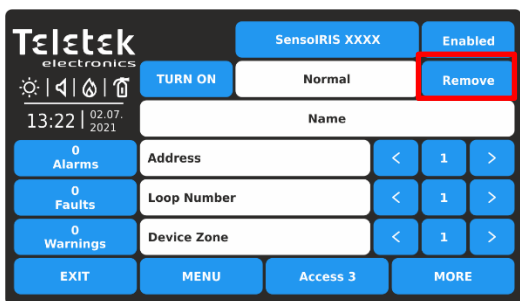 Teletek
electronics
SensoIRIS XXXX
Enabled
TURN ON
Normal
Remove
13:22
02.07.
2021
Name
0
Alarms
Address
<
1
>
0
Faults
Loop Number
<
1
>
0
Warnings
Device Zone
<
1
>
EXIT
MENU
Access 3
MORE